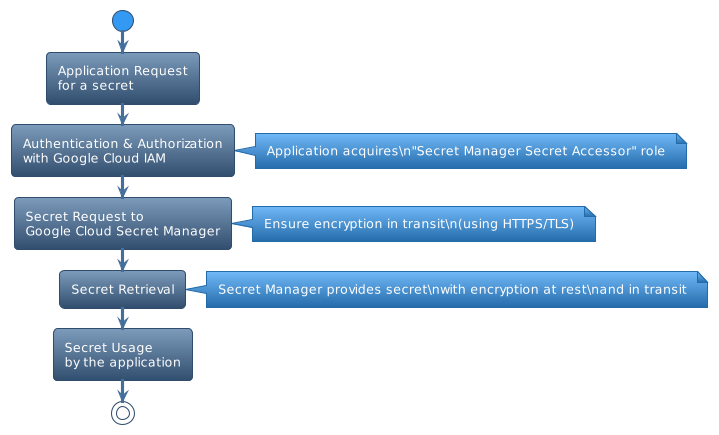 Application Request
for a secret
Authentication & Authorization
with Google Cloud IAM
Application acquires\n"Secret Manager Secret Accessor" role
Secret Request to
Google Cloud Secret Manager
Ensure encryption in transit\n(using HTTPS/TLS)
Secret Retrieval
Secret Manager provides secret\nwith encryption at rest\nand in transit
Secret Usage
by the application